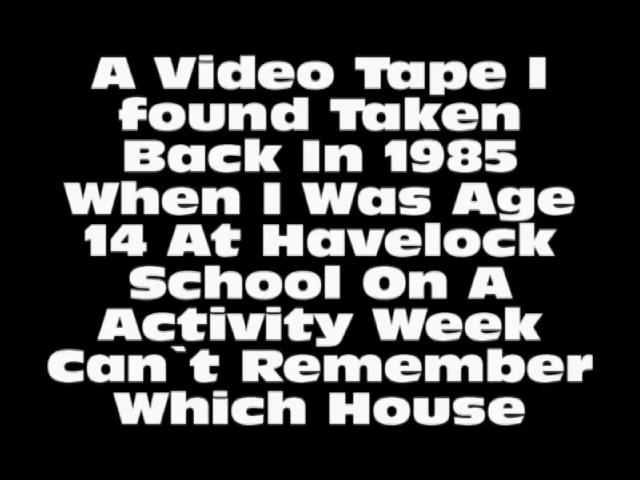 A Video Tape I
found Taken
Back In 1985
When I Was Age
14 At Havelock
School On A
Activity Week
Can`t Remember
Which House